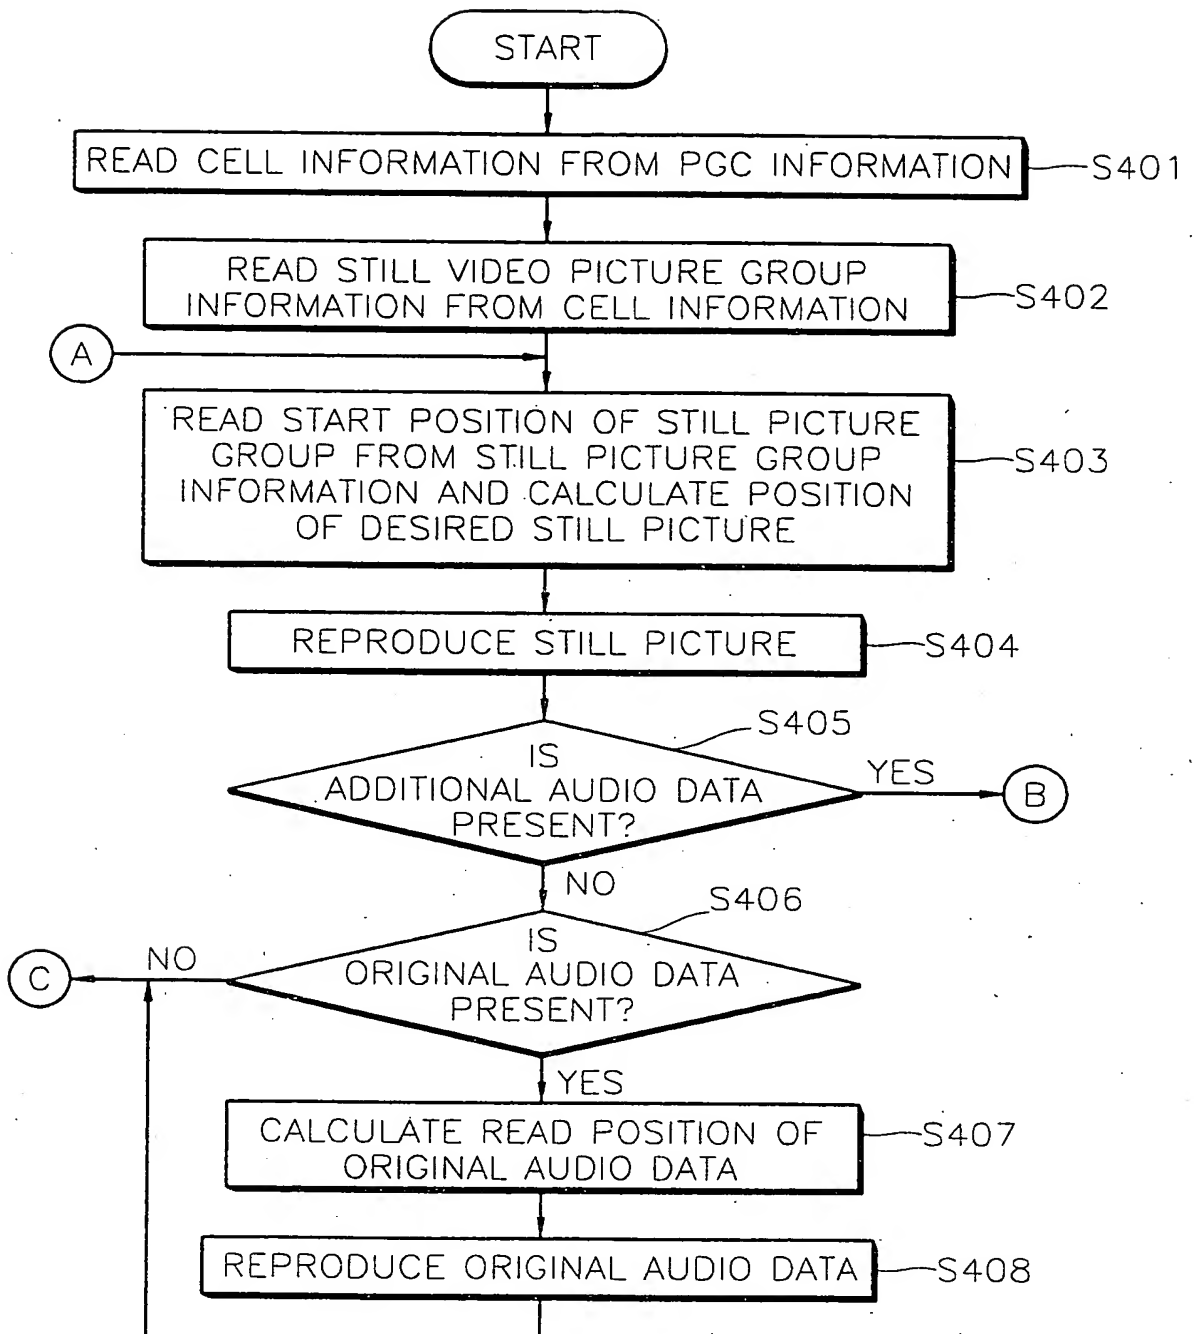 START
READ CELL INFORMATION FROM PGC INFORMATION
S401
READ STILL VIDEO PICTURE GROUP
INFORMATION FROM CELL INFORMATION
S402
A
READ START POSITION OF STILL PICTURE
GROUP FROM STILL PICTURE GROUP
INFORMATION AND CALCULATE POSITION
OF DESIRED STILL PICTURE
S403
REPRODUCE STILL PICTURE
S404
S405
IS
ADDITIONAL AUDIO DATA
PRESENT?
YES
B
NO
S406
IS
ORIGINAL AUDIO DATA
PRESENT?
NO
C
YES
CALCULATE READ POSITION OF
ORIGINAL AUDIO DATA
S407
REPRODUCE ORIGINAL AUDIO DATA
S408